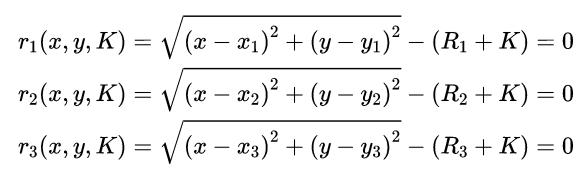 r₁(x, y, K) = √((x − x₁)² + (y − y₁)²) − (R₁ + K) = 0
r₂(x, y, K) = √((x − x₂)² + (y − y₂)²) − (R₂ + K) = 0
r₃(x, y, K) = √((x − x₃)² + (y − y₃)²) − (R₃ + K) = 0